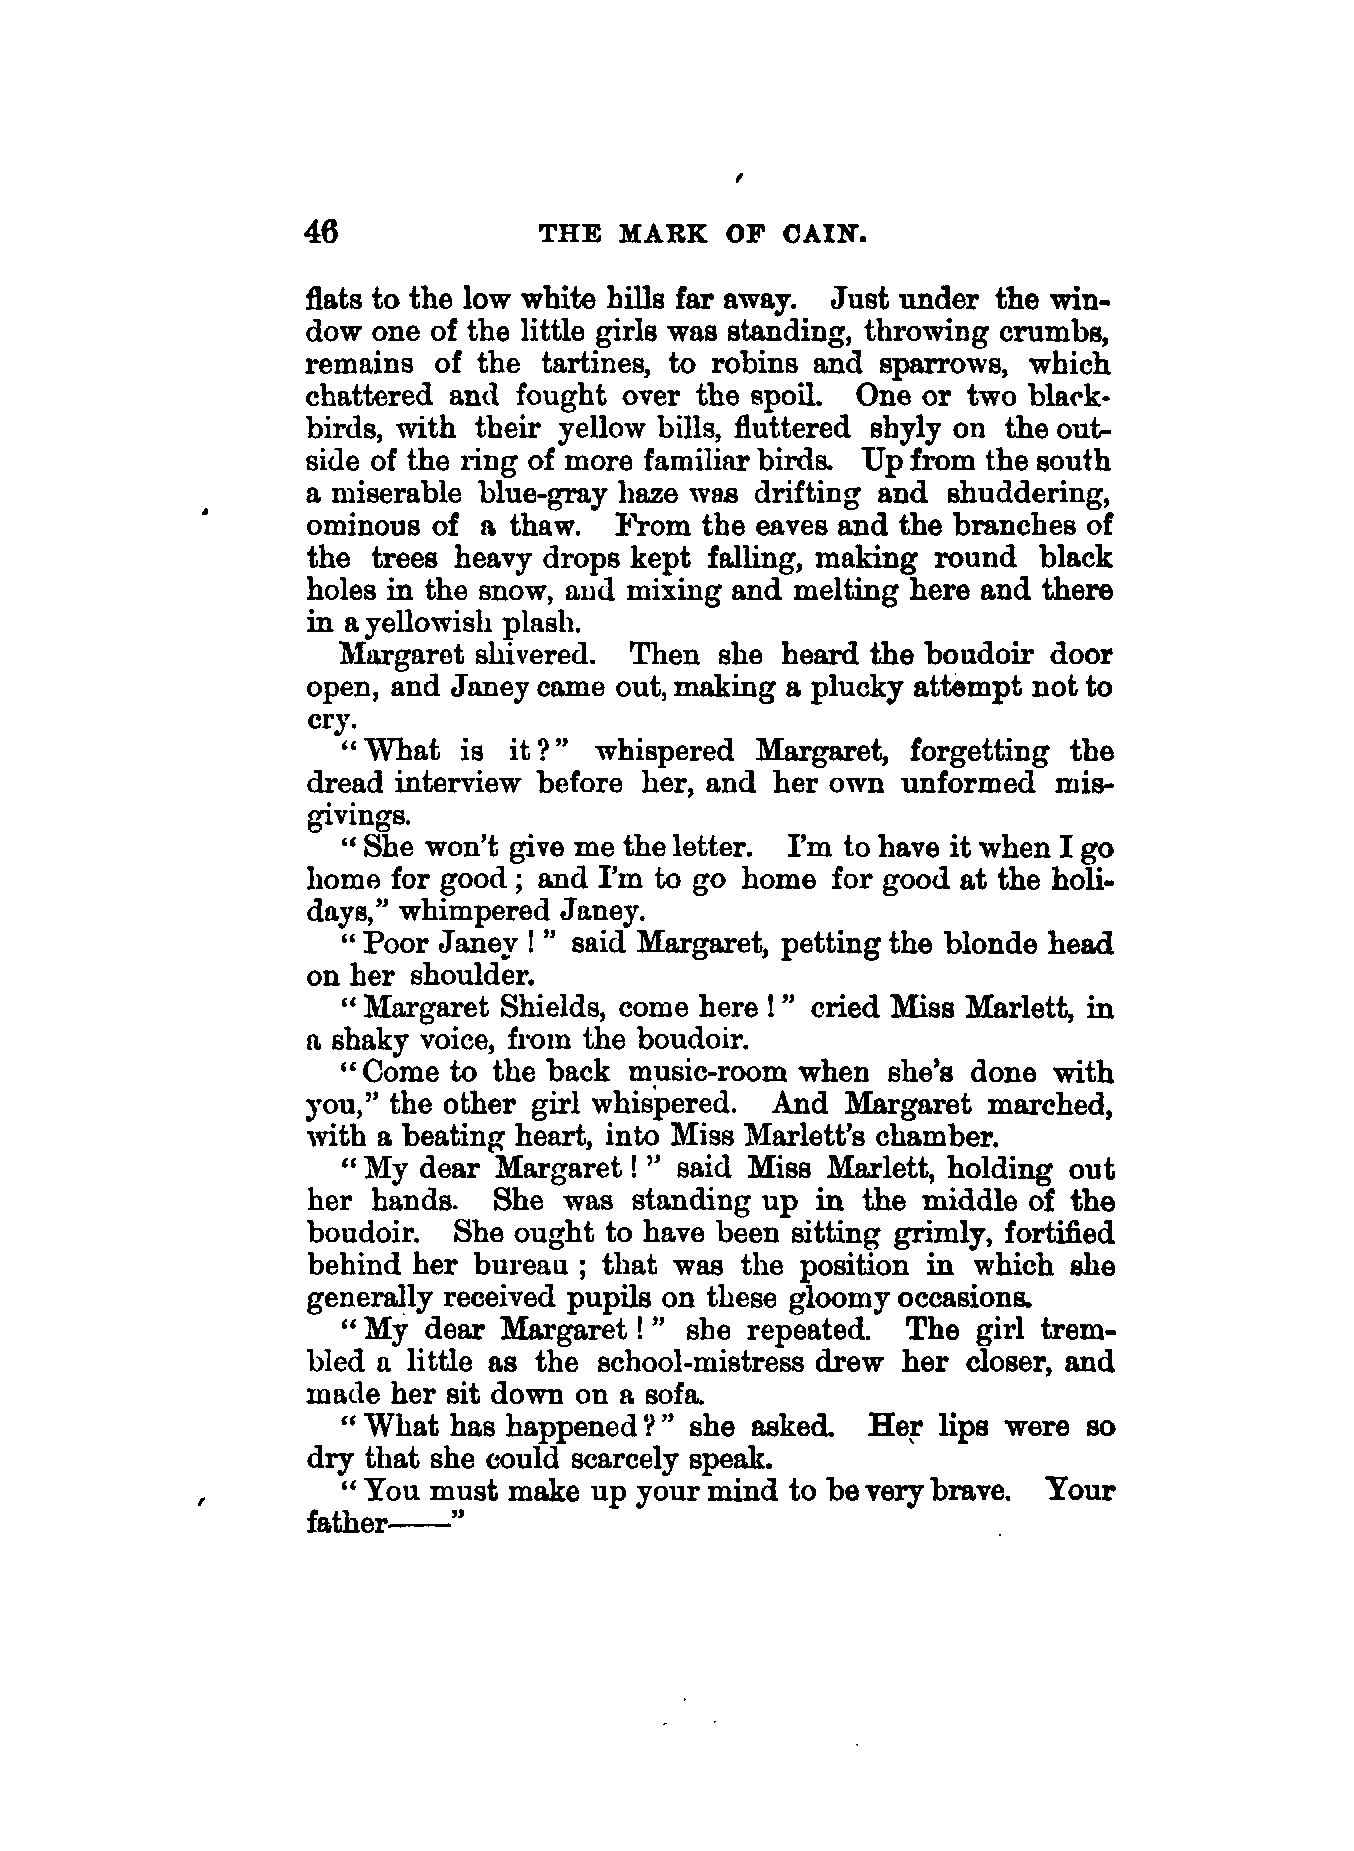 46 THE MARK OF CAIN.
flats to the low white hills far away. Just under the win-
dow one of the little girls was standing, throwing crumbs,
remains of the tartines, to robins and sparrows, which
chattered and fought over the spoil. One or two black-
birds, with their yellow bills, fluttered shyly on the out-
side of the ring of more familiar birds. Up from the south
a miserable blue-gray haze was drifting and shuddering,
ominous of a thaw. From the eaves and the branches of
the trees heavy drops kept falling, making round black
holes in the snow, and mixing and melting here and there
in a yellowish plash.
Margaret shivered. Then she heard the boudoir door
open, and Janey came out, making a plucky attempt not to
cry.
“What is it?” whispered Margaret, forgetting the
dread interview before her, and her own unformed mis-
givings.
“She won't give me the letter. I'm to have it when I go
home for good; and I'm to go home for good at the holi-
days,” whimpered Janey.
“Poor Janey!” said Margaret, petting the blonde head
on her shoulder.
“Margaret Shields, come here!” cried Miss Marlett, in
a shaky voice, from the boudoir.
“Come to the back music-room when she's done with
you,” the other girl whispered. And Margaret marched,
with a beating heart, into Miss Marlett's chamber.
“My dear Margaret!” said Miss Marlett, holding out
her hands. She was standing up in the middle of the
boudoir. She ought to have been sitting grimly, fortified
behind her bureau; that was the position in which she
generally received pupils on these gloomy occasions.
“My dear Margaret!” she repeated. The girl trem-
bled a little as the school-mistress drew her closer, and
made her sit down on a sofa.
“What has happened?” she asked. Her lips were so
dry that she could scarcely speak.
“You must make up your mind to be very brave. Your
father——”